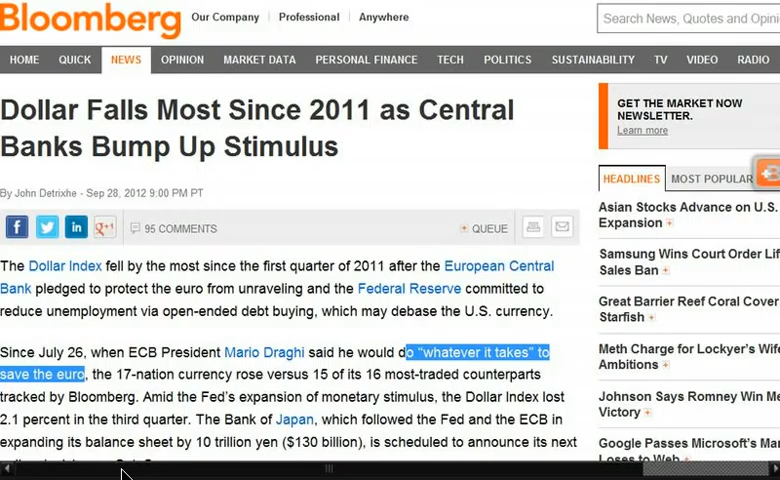 Bloomberg
Our Company Professional Anywhere
Search News, Quotes and Opini
HOME QUICK NEWS OPINION MARKET DATA PERSONAL FINANCE TECH POLITICS SUSTAINABILITY TV VIDEO RADIO
Dollar Falls Most Since 2011 as Central
Banks Bump Up Stimulus
By John Detrixhe - Sep 28, 2012 9:00 PM PT
f in g+1 95 COMMENTS + QUEUE
The Dollar Index fell by the most since the first quarter of 2011 after the European Central
Bank pledged to protect the euro from unraveling and the Federal Reserve committed to
reduce unemployment via open-ended debt buying, which may debase the U.S. currency.
Since July 26, when ECB President Mario Draghi said he would do “whatever it takes” to
save the euro, the 17-nation currency rose versus 15 of its 16 most-traded counterparts
tracked by Bloomberg. Amid the Fed’s expansion of monetary stimulus, the Dollar Index lost
2.1 percent in the third quarter. The Bank of Japan, which followed the Fed and the ECB in
expanding its balance sheet by 10 trillion yen ($130 billion), is scheduled to announce its next
GET THE MARKET NOW
NEWSLETTER.
Learn more
HEADLINES MOST POPULAR
Asian Stocks Advance on U.S.
Expansion +
Samsung Wins Court Order Lif
Sales Ban +
Great Barrier Reef Coral Cover
Starfish +
Meth Charge for Lockyer’s Wife
Ambitions +
Johnson Says Romney Win Me
Victory +
Google Passes Microsoft’s Mar
Loses to Web +